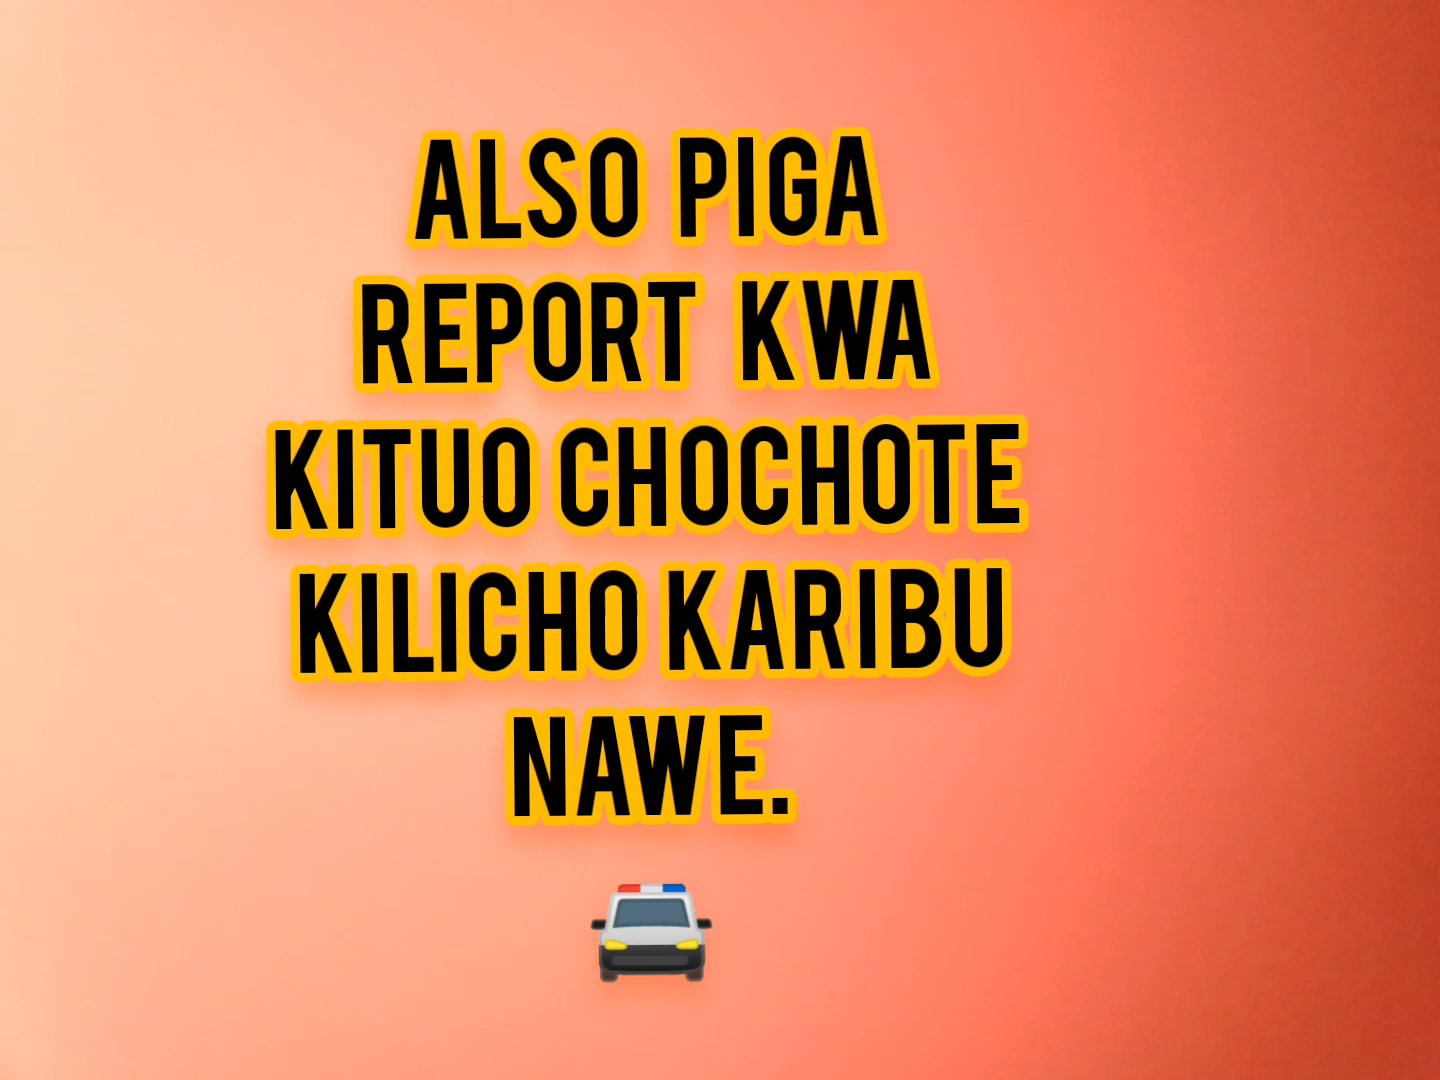 ALSO PIGA
REPORT KWA
KITUO CHOCHOTE
KILICHO KARIBU
NAWE.